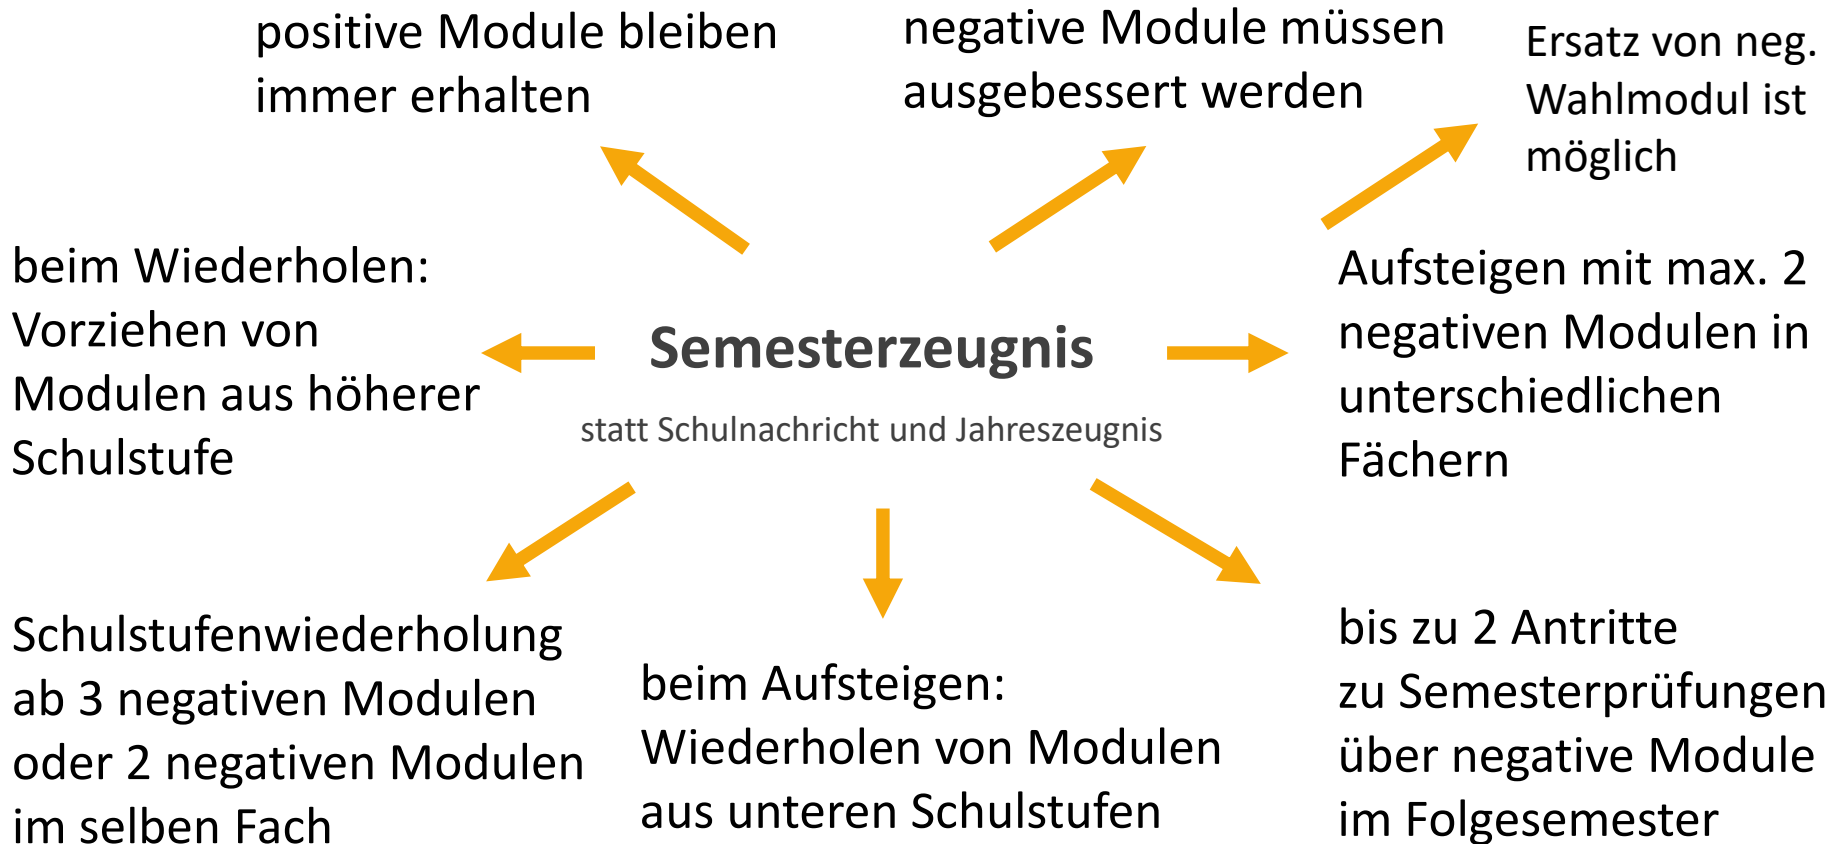 positive Module bleiben
immer erhalten
negative Module müssen
ausgebessert werden
Ersatz von neg.
Wahlmodul ist
möglich
beim Wiederholen:
Vorziehen von
Modulen aus höherer
Schulstufe
Semesterzeugnis
statt Schulnachricht und Jahreszeugnis
Aufsteigen mit max. 2
negativen Modulen in
unterschiedlichen
Fächern
Schulstufenwiederholung
ab 3 negativen Modulen
oder 2 negativen Modulen
im selben Fach
beim Aufsteigen:
Wiederholen von Modulen
aus unteren Schulstufen
bis zu 2 Antritte
zu Semesterprüfungen
über negative Module
im Folgesemester